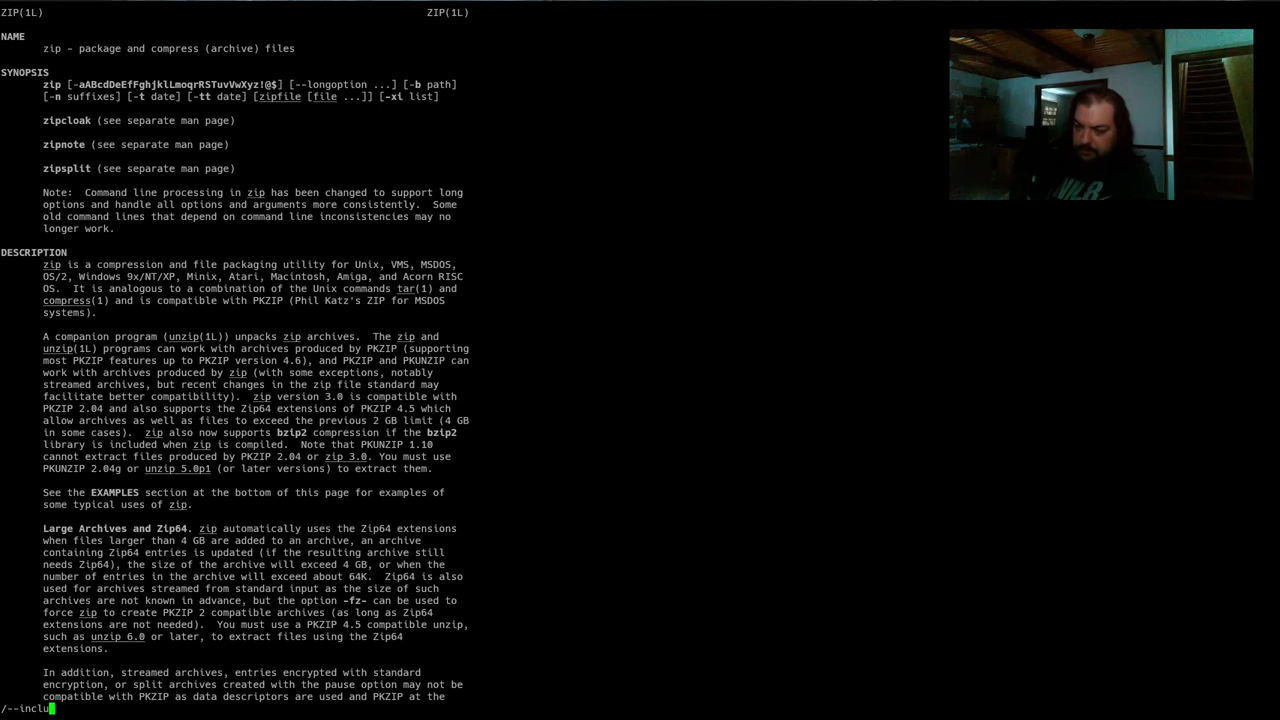 ZIP(1L) ZIP(1L)
NAME
zip - package and compress (archive) files
SYNOPSIS
zip [-aABcdDeEfFghjklLmoqrRSTuvVwXyz!@$] [--longoption ...] [-b path]
[-n suffixes] [-t date] [-tt date] [zipfile [file ...]] [-xi list]
zipcloak (see separate man page)
zipnote (see separate man page)
zipsplit (see separate man page)
Note: Command line processing in zip has been changed to support long
options and handle all options and arguments more consistently. Some
old command lines that depend on command line inconsistencies may no
longer work.
DESCRIPTION
zip is a compression and file packaging utility for Unix, VMS, MSDOS,
OS/2, Windows 9x/NT/XP, Minix, Atari, Macintosh, Amiga, and Acorn RISC
OS. It is analogous to a combination of the Unix commands tar(1) and
compress(1) and is compatible with PKZIP (Phil Katz's ZIP for MSDOS
systems).
A companion program (unzip(1L)) unpacks zip archives. The zip and
unzip(1L) programs can work with archives produced by PKZIP (supporting
most PKZIP features up to PKZIP version 4.6), and PKZIP and PKUNZIP can
work with archives produced by zip (with some exceptions, notably
streamed archives, but recent changes in the zip file standard may
facilitate better compatibility). zip version 3.0 is compatible with
PKZIP 2.04 and also supports the Zip64 extensions of PKZIP 4.5 which
allow archives as well as files to exceed the previous 2 GB limit (4 GB
in some cases). zip also now supports bzip2 compression if the bzip2
library is included when zip is compiled. Note that PKUNZIP 1.10
cannot extract files produced by PKZIP 2.04 or zip 3.0. You must use
PKUNZIP 2.04g or unzip 5.0p1 (or later versions) to extract them.
See the EXAMPLES section at the bottom of this page for examples of
some typical uses of zip.
Large Archives and Zip64. zip automatically uses the Zip64 extensions
when files larger than 4 GB are added to an archive, an archive
containing Zip64 entries is updated (if the resulting archive still
needs Zip64), the size of the archive will exceed 4 GB, or when the
number of entries in the archive will exceed about 64K. Zip64 is also
used for archives streamed from standard input as the size of such
archives are not known in advance, but the option -fz- can be used to
force zip to create PKZIP 2 compatible archives (as long as Zip64
extensions are not needed). You must use a PKZIP 4.5 compatible unzip,
such as unzip 6.0 or later, to extract files using the Zip64
extensions.
In addition, streamed archives, entries encrypted with standard
encryption, or split archives created with the pause option may not be
compatible with PKZIP as data descriptors are used and PKZIP at the
/--inclu